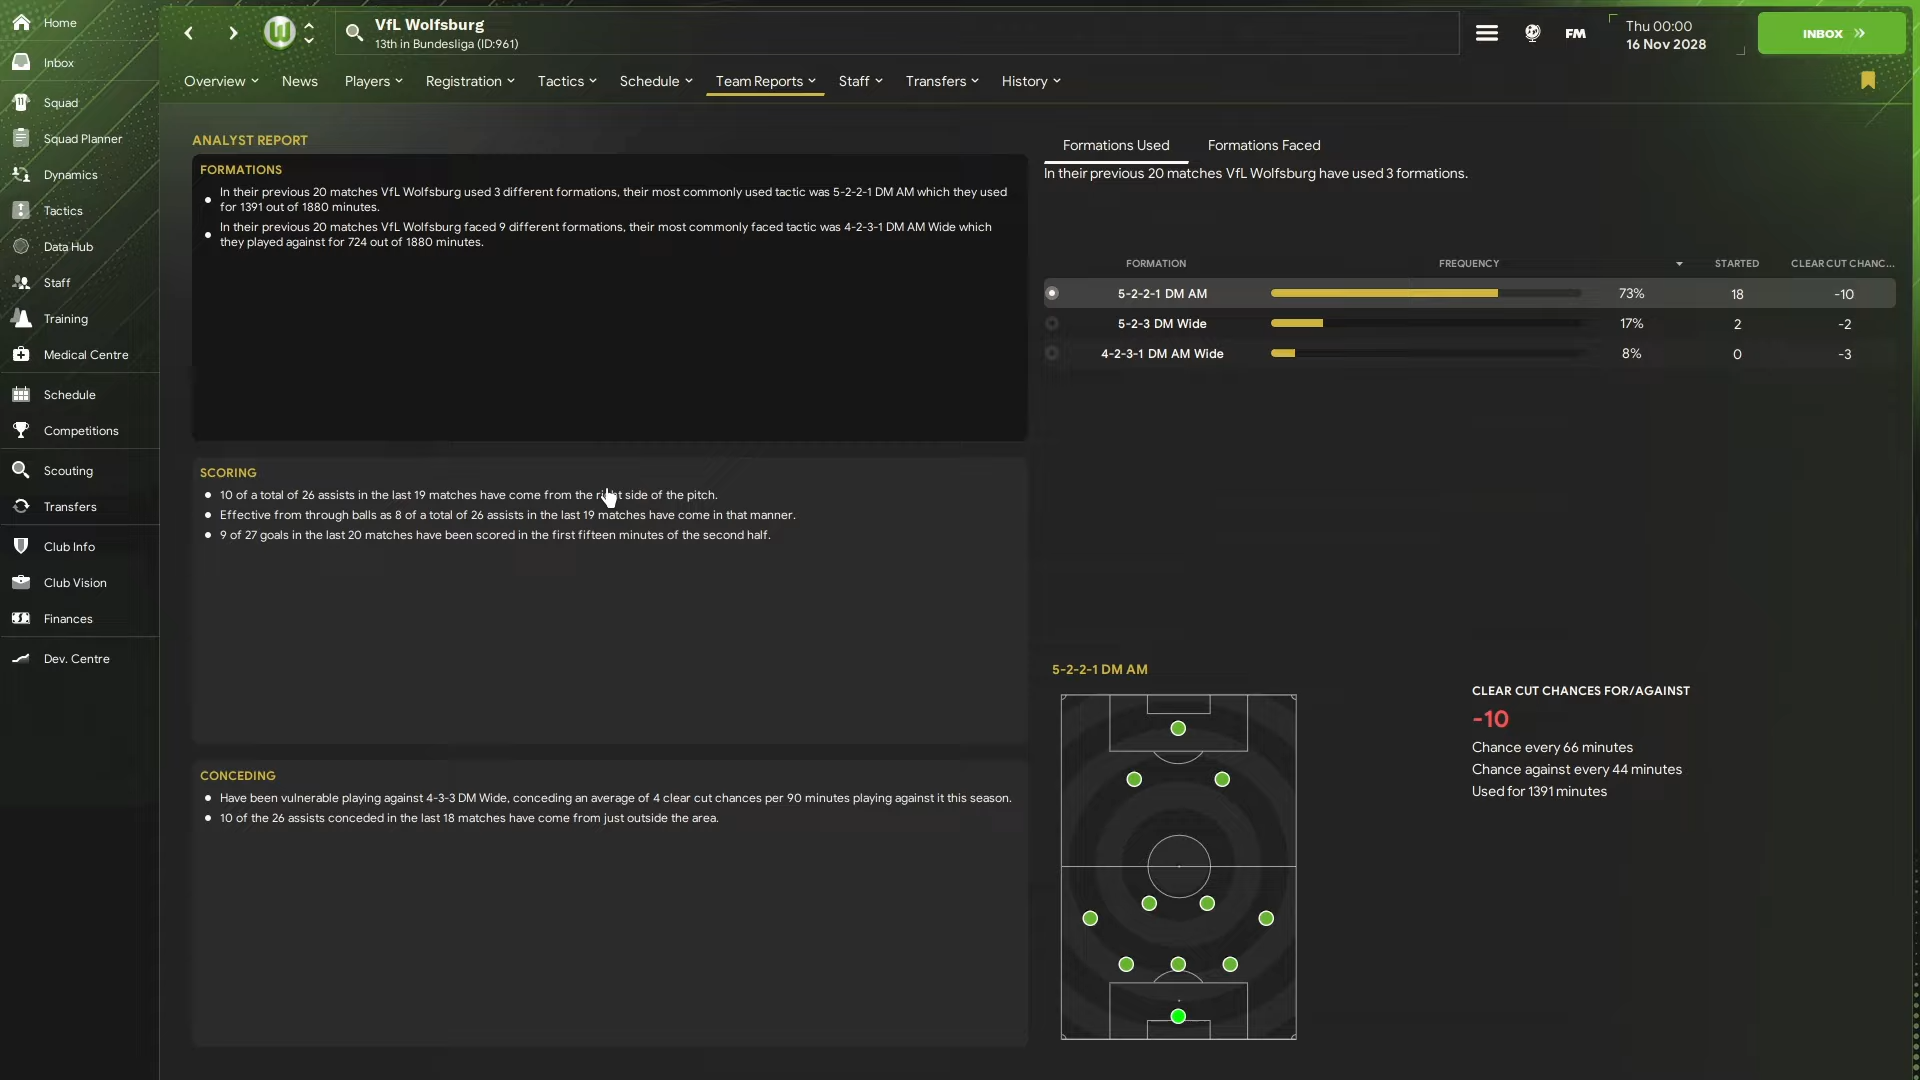 Home
Inbox
Squad
Squad Planner
Dynamics
Tactics
Data Hub
Staff
Training
Medical Centre
Schedule
Competitions
Scouting
Transfers
Club Info
Club Vision
Finances
Dev. Centre
VfL Wolfsburg
13th in Bundesliga (ID:961)
FM
Thu 00:00
16 Nov 2028
INBOX
Overview
News
Players
Registration
Tactics
Schedule
Team Reports
Staff
Transfers
History
ANALYST REPORT
FORMATIONS
In their previous 20 matches VfL Wolfsburg used 3 different formations, their most commonly used tactic was 5-2-2-1 DM AM which they used
for 1391 out of 1880 minutes.
In their previous 20 matches VfL Wolfsburg faced 9 different formations, their most commonly faced tactic was 4-2-3-1 DM AM Wide which
they played against for 724 out of 1880 minutes.
SCORING
10 of a total of 26 assists in the last 19 matches have come from the right side of the pitch.
Effective from through balls as 8 of a total of 26 assists in the last 19 matches have come in that manner.
9 of 27 goals in the last 20 matches have been scored in the first fifteen minutes of the second half.
CONCEDING
Have been vulnerable playing against 4-3-3 DM Wide, conceding an average of 4 clear cut chances per 90 minutes playing against it this season.
10 of the 26 assists conceded in the last 18 matches have come from just outside the area.
Formations Used
Formations Faced
In their previous 20 matches VfL Wolfsburg have used 3 formations.
FORMATION FREQUENCY STARTED CLEAR CUT CHANC...
5-2-2-1 DM AM 73% 18 -10
5-2-3 DM Wide 17% 2 -2
4-2-3-1 DM AM Wide 8% 0 -3
5-2-2-1 DM AM
CLEAR CUT CHANCES FOR/AGAINST
-10
Chance every 66 minutes
Chance against every 44 minutes
Used for 1391 minutes